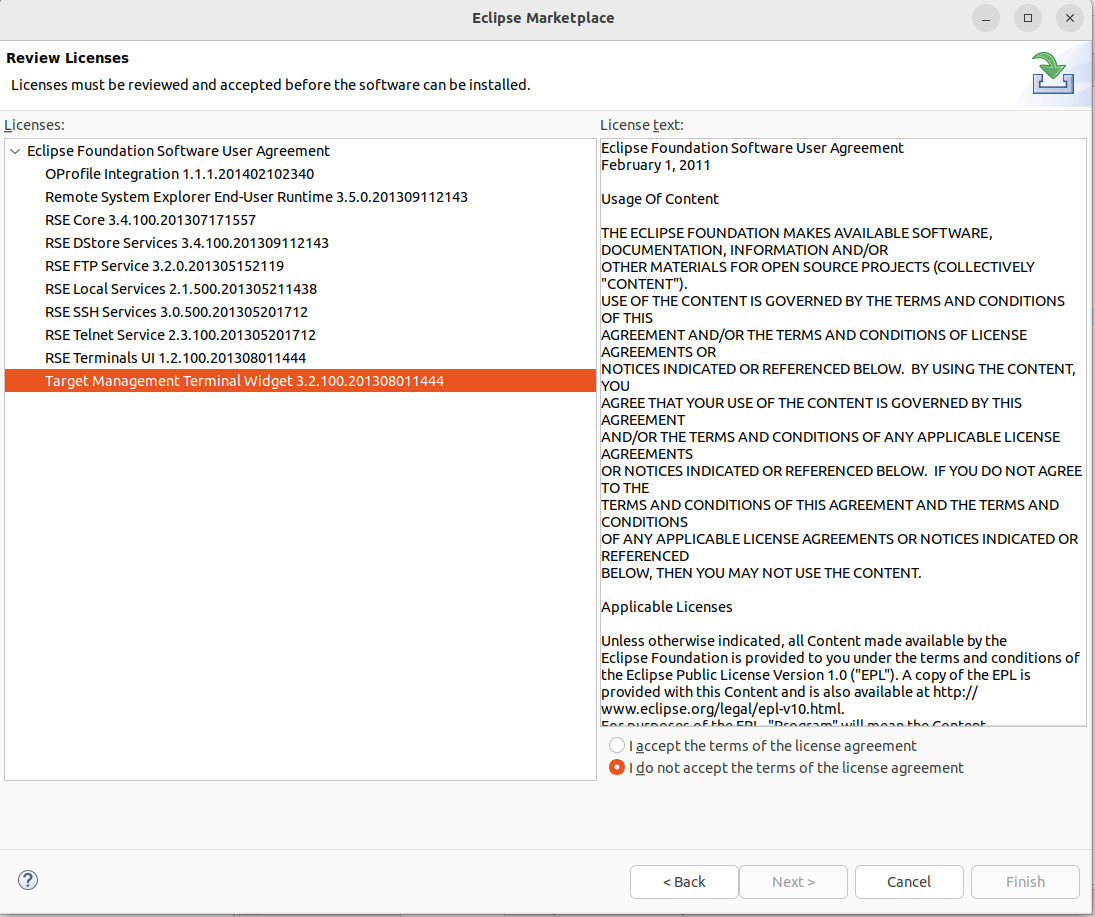 Eclipse Marketplace
Review Licenses
Licenses must be reviewed and accepted before the software can be installed.
Licenses:
Eclipse Foundation Software User Agreement
OProfile Integration 1.1.1.201402102340
Remote System Explorer End-User Runtime 3.5.0.201309112143
RSE Core 3.4.100.201307171557
RSE DStore Services 3.4.100.201309112143
RSE FTP Service 3.2.0.201305152119
RSE Local Services 2.1.500.201305211438
RSE SSH Services 3.0.500.201305201712
RSE Telnet Service 2.3.100.201305201712
RSE Terminals UI 1.2.100.201308011444
Target Management Terminal Widget 3.2.100.201308011444
License text:
Eclipse Foundation Software User Agreement
February 1, 2011
Usage Of Content
THE ECLIPSE FOUNDATION MAKES AVAILABLE SOFTWARE,
DOCUMENTATION, INFORMATION AND/OR
OTHER MATERIALS FOR OPEN SOURCE PROJECTS (COLLECTIVELY
"CONTENT").
USE OF THE CONTENT IS GOVERNED BY THE TERMS AND CONDITIONS
OF THIS
AGREEMENT AND/OR THE TERMS AND CONDITIONS OF LICENSE
AGREEMENTS OR
NOTICES INDICATED OR REFERENCED BELOW.  BY USING THE CONTENT,
YOU
AGREE THAT YOUR USE OF THE CONTENT IS GOVERNED BY THIS
AGREEMENT
AND/OR THE TERMS AND CONDITIONS OF ANY APPLICABLE LICENSE
AGREEMENTS
OR NOTICES INDICATED OR REFERENCED BELOW.  IF YOU DO NOT AGREE
TO THE
TERMS AND CONDITIONS OF THIS AGREEMENT AND THE TERMS AND
CONDITIONS
OF ANY APPLICABLE LICENSE AGREEMENTS OR NOTICES INDICATED OR
REFERENCED
BELOW, THEN YOU MAY NOT USE THE CONTENT.
Applicable Licenses
Unless otherwise indicated, all Content made available by the
Eclipse Foundation is provided to you under the terms and conditions of
the Eclipse Public License Version 1.0 ("EPL"). A copy of the EPL is
provided with this Content and is also available at http://
www.eclipse.org/legal/epl-v10.html.
For purposes of the EPL, "Program" will mean the Content.
I accept the terms of the license agreement
I do not accept the terms of the license agreement
< Back
Next >
Cancel
Finish